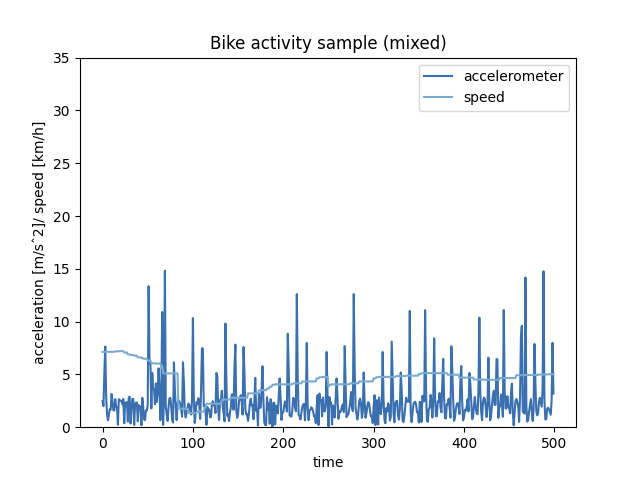 Bike activity sample (mixed)
accelerometer
speed
35
30
25
20
15
10
5
0
acceleration [m/sˆ2]/ speed [km/h]
0 100 200 300 400 500
time